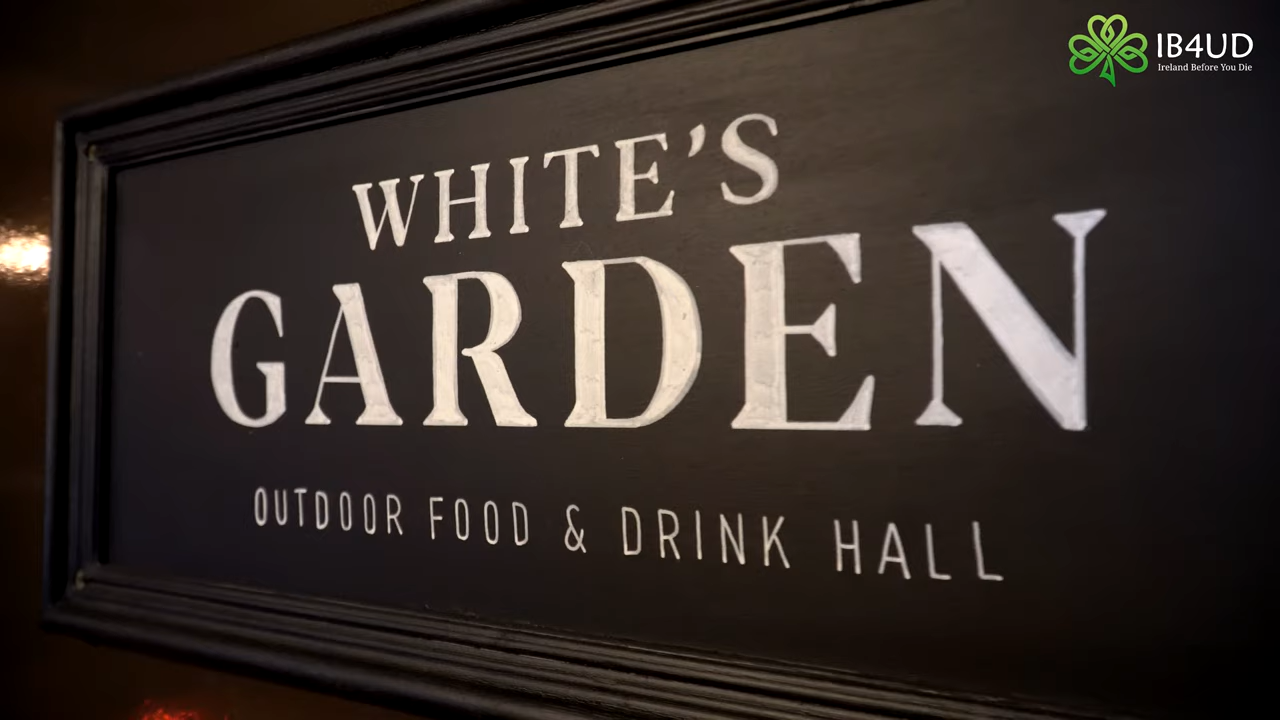 IB4UD
Ireland Before You Die
WHITE'S
GARDEN
OUTDOOR FOOD & DRINK HALL